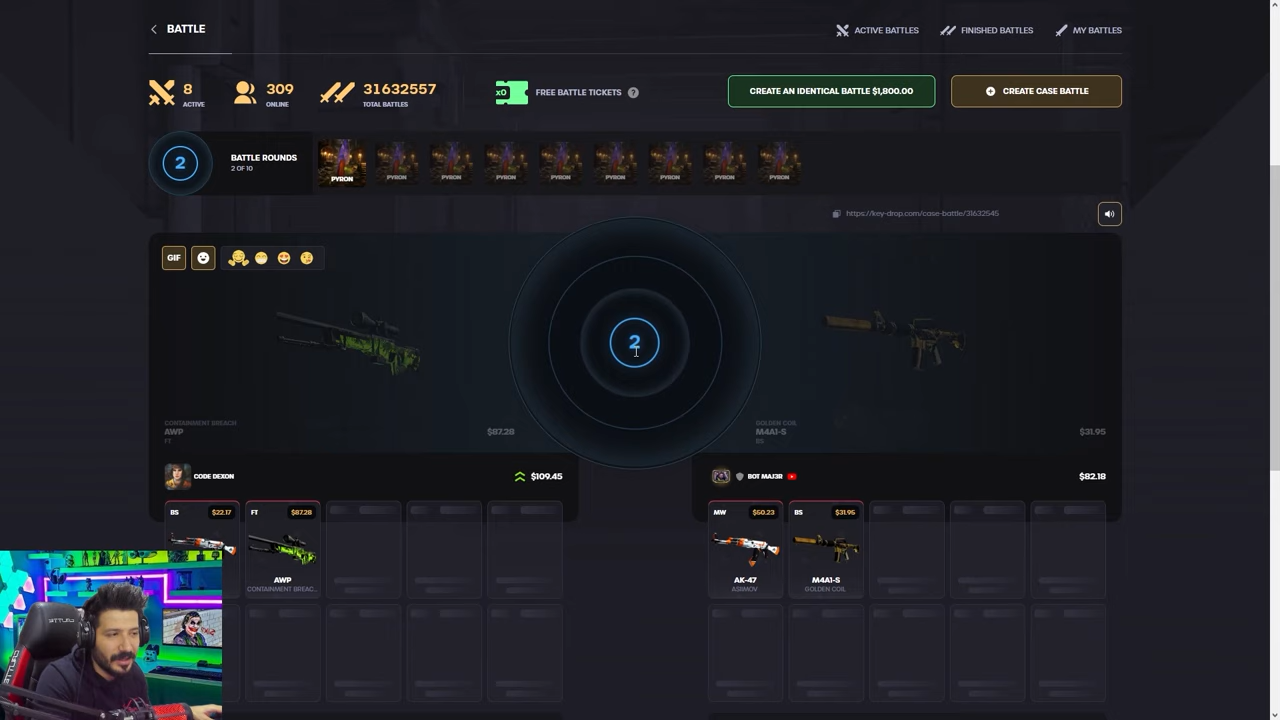 BATTLE
ACTIVE BATTLES
FINISHED BATTLES
MY BATTLES
8
ACTIVE
309
ONLINE
31632557
TOTAL BATTLES
x0
FREE BATTLE TICKETS ?
CREATE AN IDENTICAL BATTLE $1,800.00
CREATE CASE BATTLE
2
BATTLE ROUNDS
2 OF 10
PYRON
PYRON
PYRON
PYRON
PYRON
PYRON
PYRON
PYRON
PYRON
https://key-drop.com/case-battle/31632545
GIF
2
CONTAINMENT BREACH
AWP
FT
$87.28
GOLDEN COIL
M4A1-S
BS
$31.95
CODE DEXON
$109.45
BOT MAJ3R
$82.18
BS
$22.17
FT
$87.28
AWP
CONTAINMENT BREAC...
MW
$50.23
AK-47
ASIIMOV
BS
$31.95
M4A1-S
GOLDEN COIL